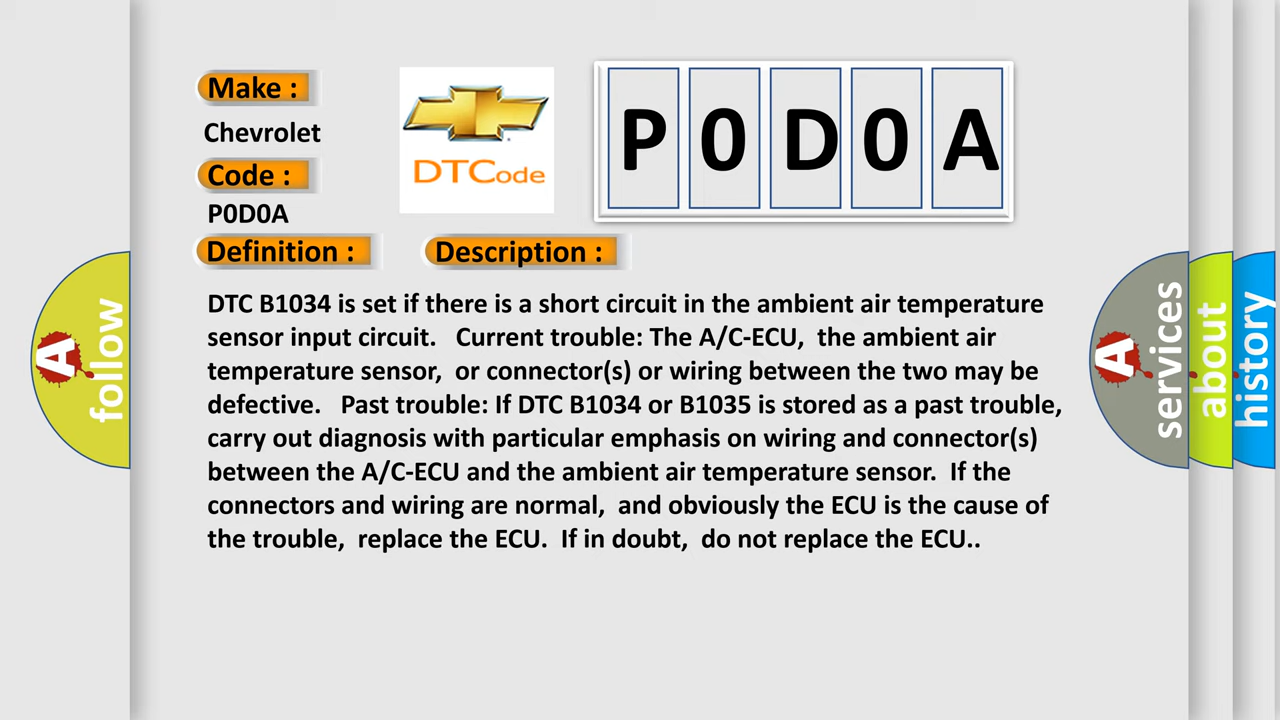 Make :
Chevrolet
Code :
P0D0A
Definition :
Description :
DTCode
P0D0A
DTC B1034 is set if there is a short circuit in the ambient air temperature
sensor input circuit. Current trouble: The A/C-ECU, the ambient air
temperature sensor, or connector(s) or wiring between the two may be
defective. Past trouble: If DTC B1034 or B1035 is stored as a past trouble,
carry out diagnosis with particular emphasis on wiring and connector(s)
between the A/C-ECU and the ambient air temperature sensor. If the
connectors and wiring are normal, and obviously the ECU is the cause of
the trouble, replace the ECU. If in doubt, do not replace the ECU..
A
follow
A
services
about
history